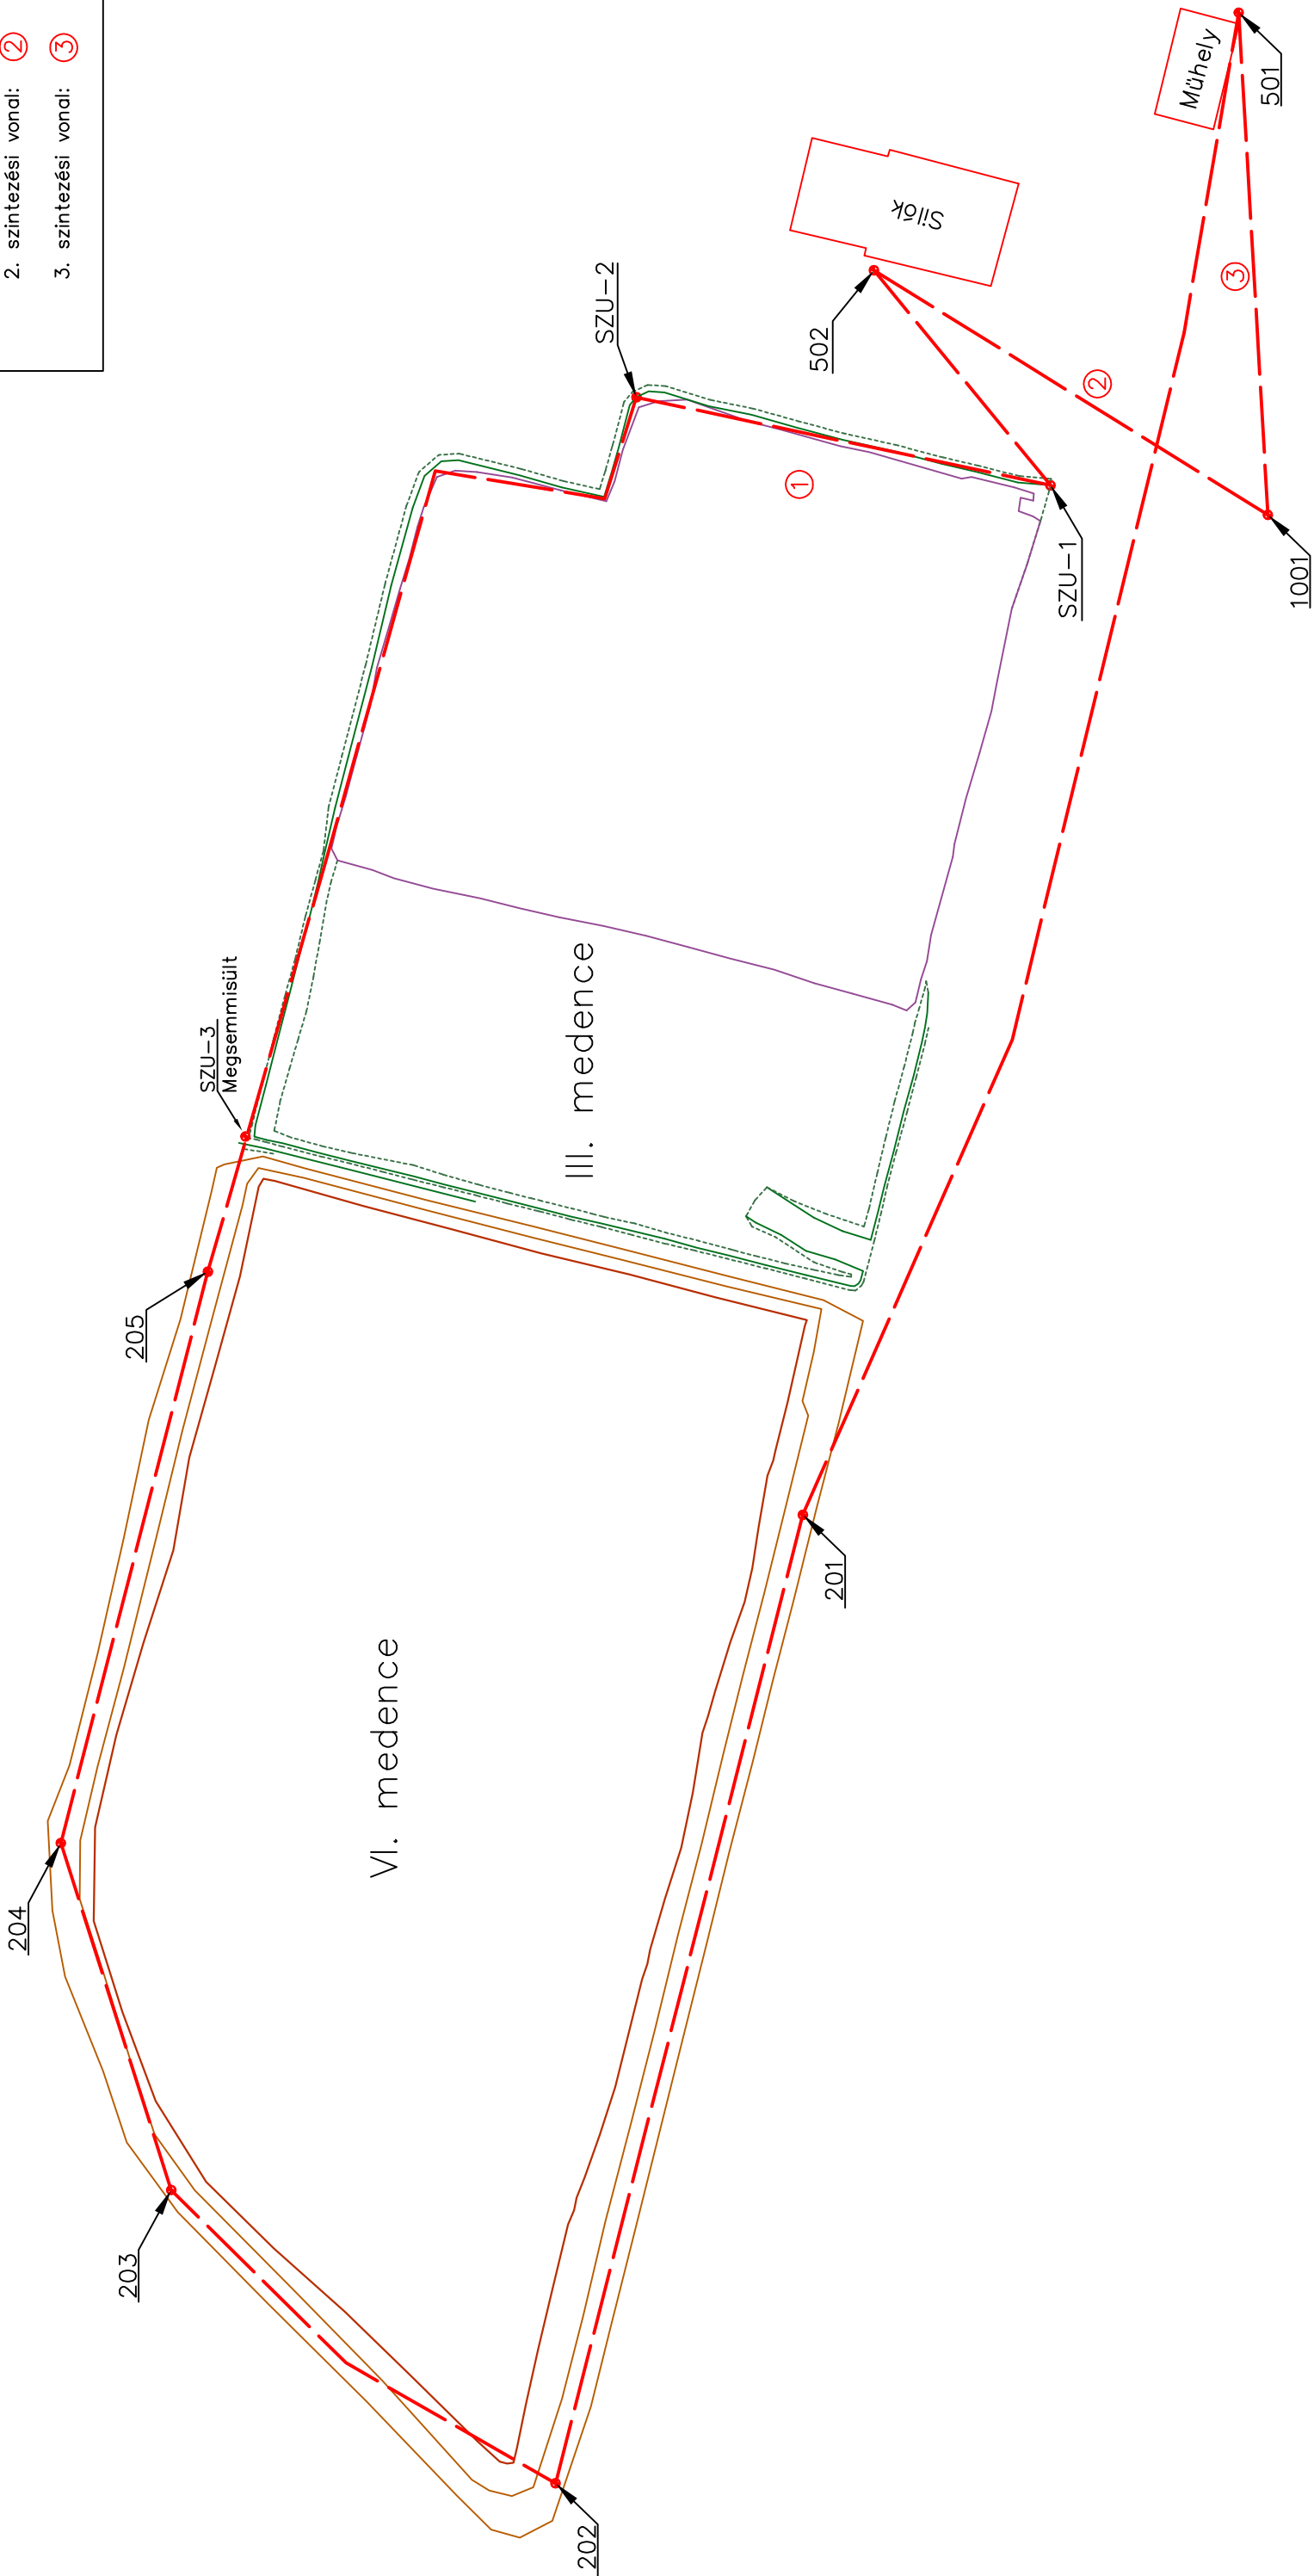 2. szintezési vonal: 2
3. szintezési vonal: 3
204
203
205
SZU-3
Megsemmisült
VI. medence
202
III. medence
SZU-2
201
1
502
Silók
SZU-1
2
Műhely
3
501
1001